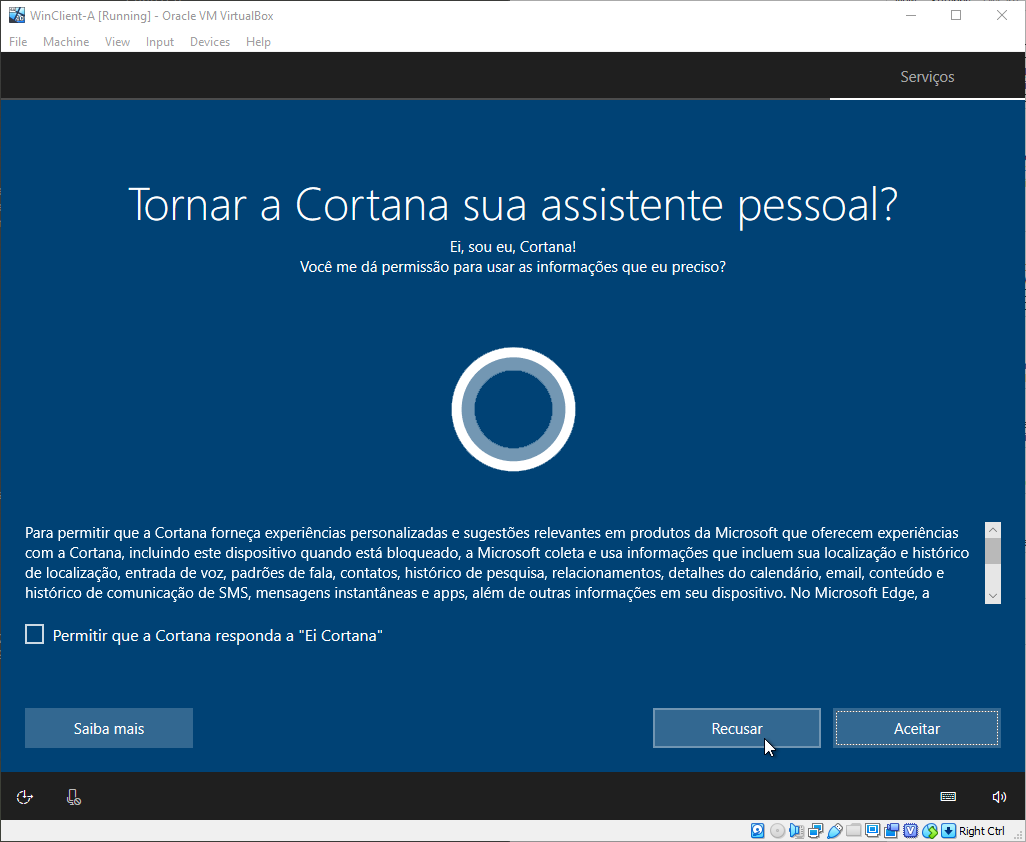 WinClient-A [Running] - Oracle VM VirtualBox
File Machine View Input Devices Help
Serviços
Tornar a Cortana sua assistente pessoal?
Ei, sou eu, Cortana!
Você me dá permissão para usar as informações que eu preciso?
Para permitir que a Cortana forneça experiências personalizadas e sugestões relevantes em produtos da Microsoft que oferecem experiências
com a Cortana, incluindo este dispositivo quando está bloqueado, a Microsoft coleta e usa informações que incluem sua localização e histórico
de localização, entrada de voz, padrões de fala, contatos, histórico de pesquisa, relacionamentos, detalhes do calendário, email, conteúdo e
histórico de comunicação de SMS, mensagens instantâneas e apps, além de outras informações em seu dispositivo. No Microsoft Edge, a
Permitir que a Cortana responda a "Ei Cortana"
Saiba mais Recusar Aceitar
Right Ctrl